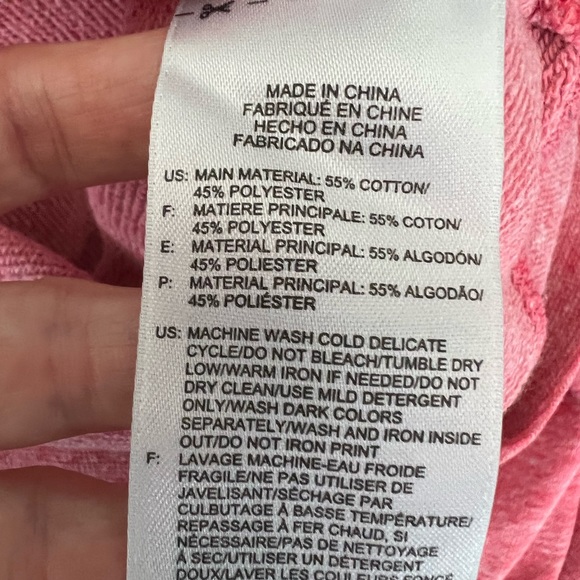 MADE IN CHINA
FABRIQUÉ EN CHINE
HECHO EN CHINA
FABRICADO NA CHINA
US: MAIN MATERIAL: 55% COTTON/
45% POLYESTER
F: MATIERE PRINCIPALE: 55% COTON/
45% POLYESTER
E: MATERIAL PRINCIPAL: 55% ALGODÓN/
45% POLIESTER
P: MATERIAL PRINCIPAL: 55% ALGODÃO/
45% POLIÉSTER
US: MACHINE WASH COLD DELICATE
CYCLE/DO NOT BLEACH/TUMBLE DRY
LOW/WARM IRON IF NEEDED/DO NOT
DRY CLEAN/USE MILD DETERGENT
ONLY/WASH DARK COLORS
SEPARATELY/WASH AND IRON INSIDE
OUT/DO NOT IRON PRINT
F: LAVAGE MACHINE-EAU FROIDE
FRAGILE/NE PAS UTILISER DE
JAVELISANT/SÉCHAGE PAR
CULBUTAGE À BASSE TEMPÉRATURE/
REPASSAGE À FER CHAUD, SI
NÉCESSAIRE/PAS DE NETTOYAGE
À SEC/UTILISER UN DÉTERGENT
DOUX/LAVER LES COULEURS FONCÉ